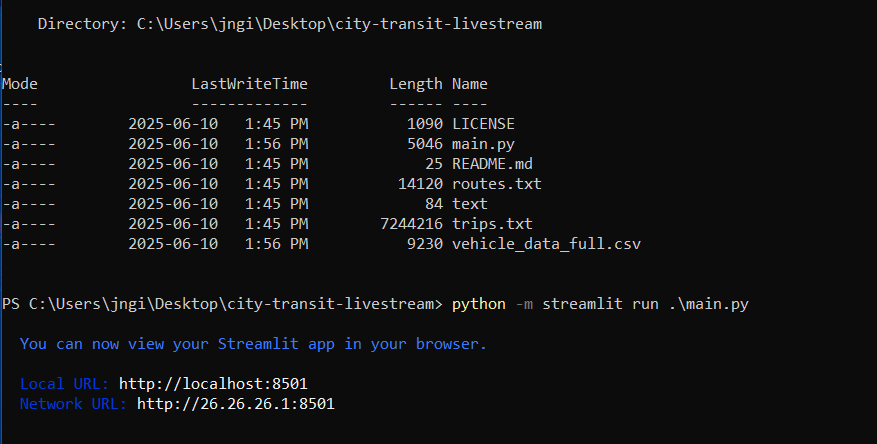 Directory: C:\Users\jngi\Desktop\city-transit-livestream
Mode LastWriteTime Length Name
---- ------------- ------ ----
-a---- 2025-06-10 1:45 PM 1090 LICENSE
-a---- 2025-06-10 1:56 PM 5046 main.py
-a---- 2025-06-10 1:45 PM 25 README.md
-a---- 2025-06-10 1:45 PM 14120 routes.txt
-a---- 2025-06-10 1:45 PM 84 text
-a---- 2025-06-10 1:45 PM 7244216 trips.txt
-a---- 2025-06-10 1:56 PM 9230 vehicle_data_full.csv
PS C:\Users\jngi\Desktop\city-transit-livestream> python -m streamlit run .\main.py
You can now view your Streamlit app in your browser.
Local URL: http://localhost:8501
Network URL: http://26.26.26.1:8501